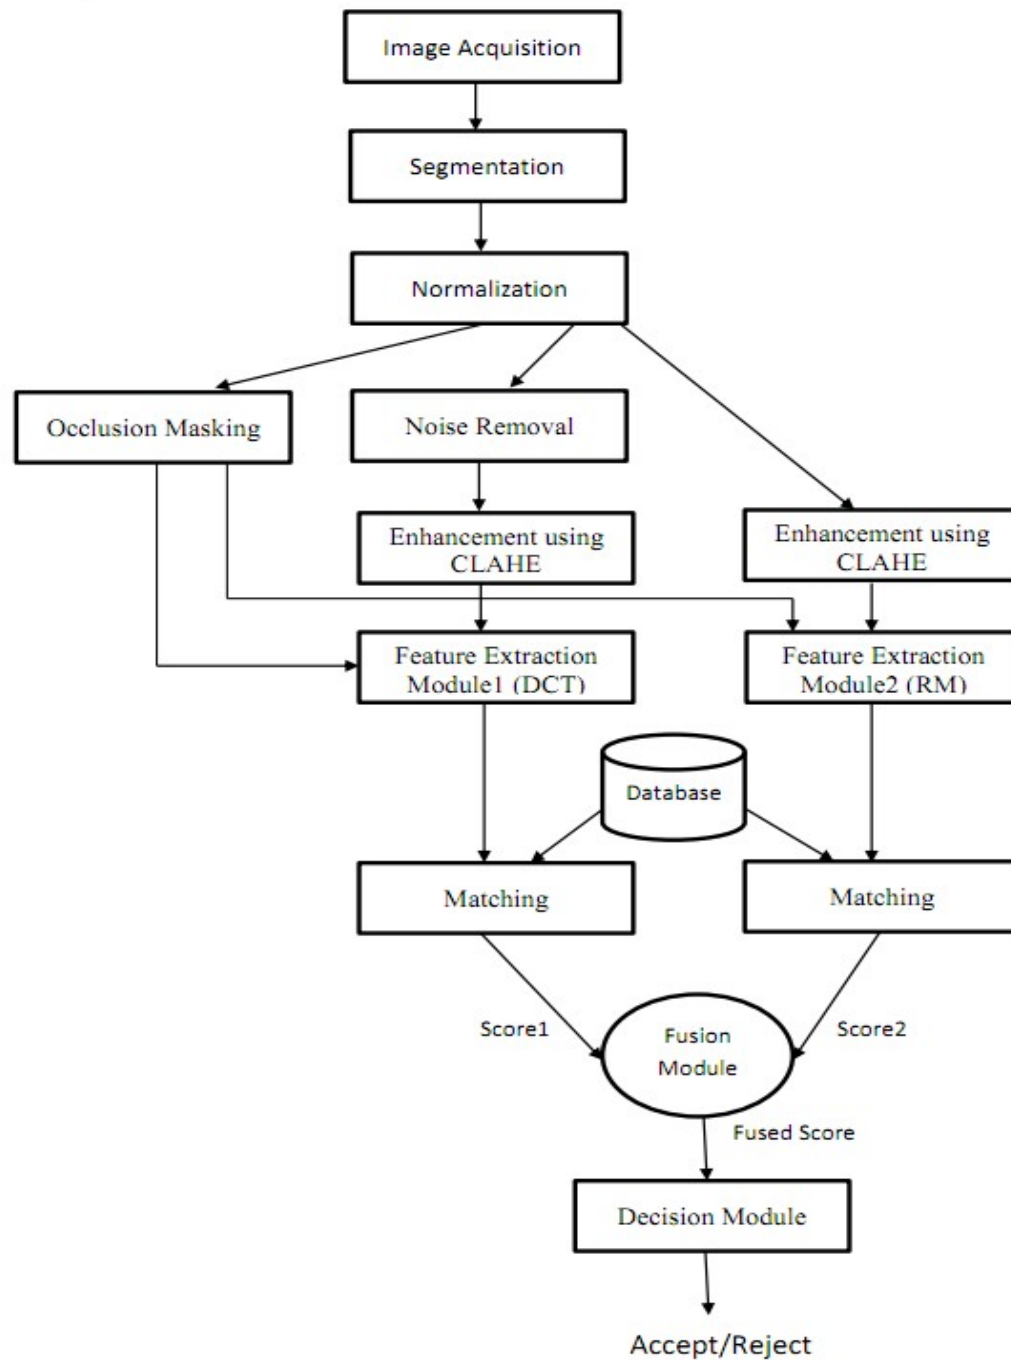 Image Acquisition
Segmentation
Normalization
Occlusion Masking
Noise Removal
Enhancement using
CLAHE
Enhancement using
CLAHE
Feature Extraction
Module1 (DCT)
Feature Extraction
Module2 (RM)
Database
Matching
Matching
Score1
Fusion
Module
Score2
Fused Score
Decision Module
Accept/Reject